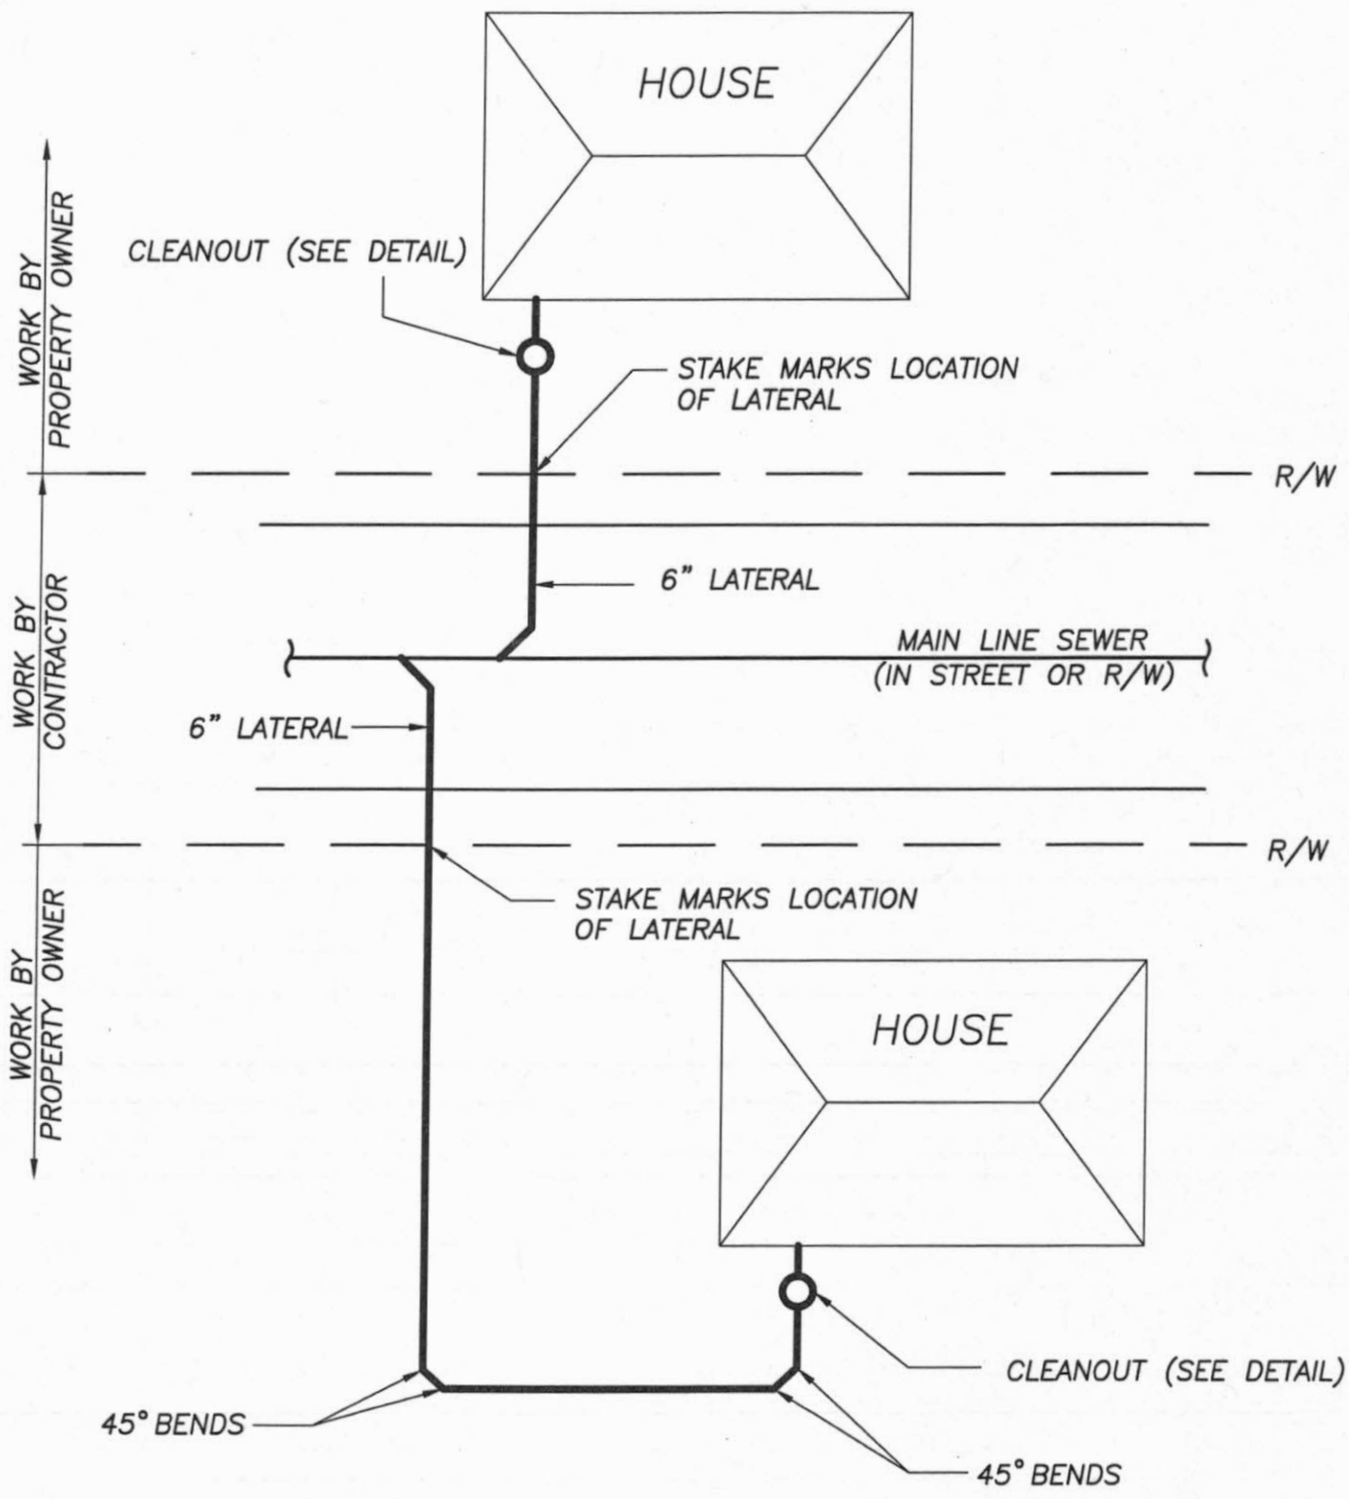 HOUSE
WORK BY
PROPERTY OWNER
CLEANOUT (SEE DETAIL)
STAKE MARKS LOCATION
OF LATERAL
R/W
6" LATERAL
WORK BY
CONTRACTOR
MAIN LINE SEWER
(IN STREET OR R/W)
6" LATERAL
R/W
STAKE MARKS LOCATION
OF LATERAL
WORK BY
PROPERTY OWNER
HOUSE
CLEANOUT (SEE DETAIL)
45° BENDS
45° BENDS